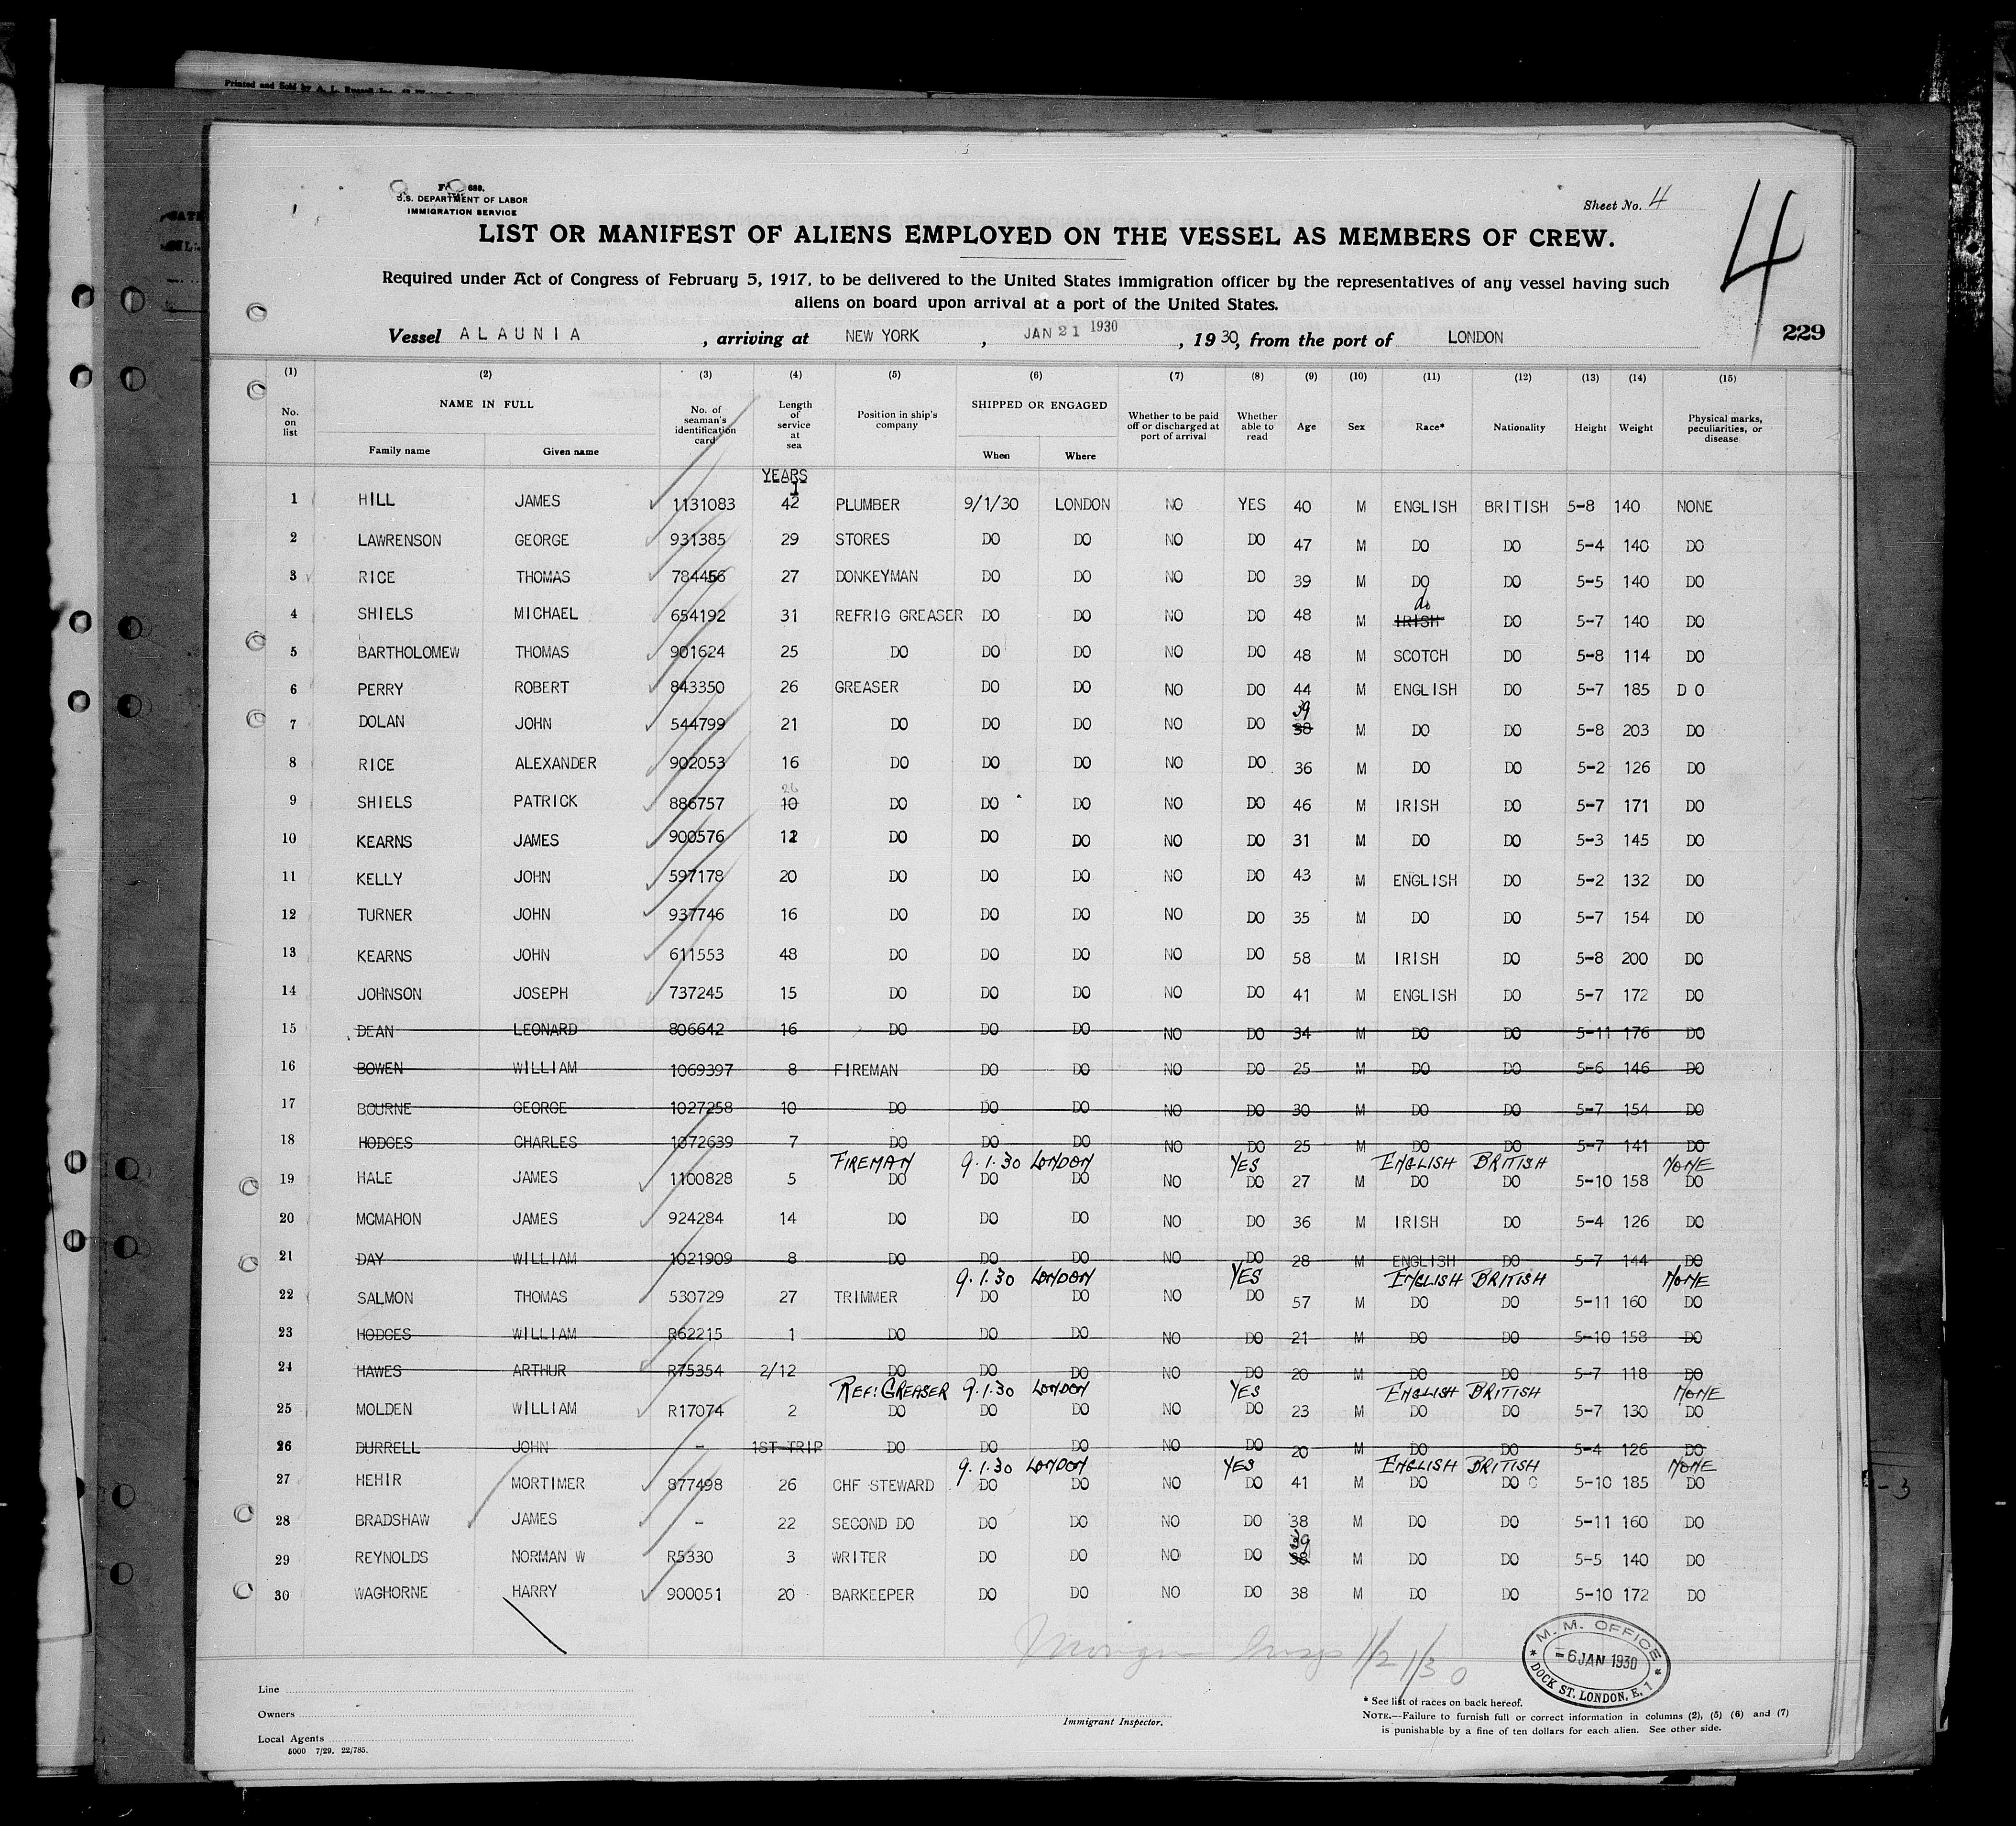 Printed and Sold by A. L. Russell Inc.
F 680.
U.S. DEPARTMENT OF LABOR
IMMIGRATION SERVICE
Sheet No. 4
4
LIST OR MANIFEST OF ALIENS EMPLOYED ON THE VESSEL AS MEMBERS OF CREW.
Required under Act of Congress of February 5, 1917, to be delivered to the United States immigration officer by the representatives of any vessel having such
aliens on board upon arrival at a port of the United States.
Vessel ALAUNIA , arriving at NEW YORK , JAN 21 1930 , 1930, from the port of LONDON 229
(1) (2) (3) (4) (5) (6) (7) (8) (9) (10) (11) (12) (13) (14) (15)
No. on list NAME IN FULL Family name Given name No. of seaman's identification card Length of service at sea Position in ship's company SHIPPED OR ENGAGED When Where Whether to be paid off or discharged at port of arrival Whether able to read Age Sex Race* Nationality Height Weight Physical marks, peculiarities, or disease
YEARS
1 HILL JAMES 1131083 42 1 PLUMBER 9/1/30 LONDON NO YES 40 M ENGLISH BRITISH 5-8 140 NONE
2 LAWRENSON GEORGE 931385 29 STORES DO DO NO DO 47 M DO DO 5-4 140 DO
3 RICE THOMAS 784456 27 DONKEYMAN DO DO NO DO 39 M DO DO 5-5 140 DO
4 SHIELS MICHAEL 654192 31 REFRIG GREASER DO DO NO DO 48 M IRISH do DO 5-7 140 DO
5 BARTHOLOMEW THOMAS 901624 25 DO DO DO NO DO 48 M SCOTCH DO 5-8 114 DO
6 PERRY ROBERT 843350 26 GREASER DO DO NO DO 44 M ENGLISH DO 5-7 185 D O
7 DOLAN JOHN 544799 21 DO DO DO NO DO 38 39 M DO DO 5-8 203 DO
8 RICE ALEXANDER 902053 16 DO DO DO NO DO 36 M DO DO 5-2 126 DO
9 SHIELS PATRICK 886757 10 26 DO DO DO NO DO 46 M IRISH DO 5-7 171 DO
10 KEARNS JAMES 900576 12 DO DO DO NO DO 31 M DO DO 5-3 145 DO
11 KELLY JOHN 597178 20 DO DO DO NO DO 43 M ENGLISH DO 5-2 132 DO
12 TURNER JOHN 937746 16 DO DO DO NO DO 35 M DO DO 5-7 154 DO
13 KEARNS JOHN 611553 48 DO DO DO NO DO 58 M IRISH DO 5-8 200 DO
14 JOHNSON JOSEPH 737245 15 DO DO DO NO DO 41 M ENGLISH DO 5-7 172 DO
15 DEAN LEONARD 806642 16 DO DO DO NO DO 34 M DO DO 5-11 176 DO
16 BOWEN WILLIAM 1069397 8 FIREMAN DO DO NO DO 25 M DO DO 5-6 146 DO
17 BOURNE GEORGE 1027258 10 DO DO DO NO DO 30 M DO DO 5-7 154 DO
18 HODGES CHARLES 1072639 7 DO DO DO NO DO 25 M DO DO 5-7 141 DO
FIREMAN 9.1.30 LONDON YES ENGLISH BRITISH NONE
19 HALE JAMES 1100828 5 DO DO DO NO DO 27 M DO DO 5-10 158 DO
20 MCMAHON JAMES 924284 14 DO DO DO NO DO 36 M IRISH DO 5-4 126 DO
21 DAY WILLIAM 1021909 8 DO DO DO NO DO 28 M ENGLISH DO 5-7 144 DO
9.1.30 LONDON YES ENGLISH BRITISH NONE
22 SALMON THOMAS 530729 27 TRIMMER DO DO NO DO 57 M DO DO 5-11 160 DO
23 HODGES WILLIAM R62215 1 DO DO DO NO DO 21 M DO DO 5-10 158 DO
24 HAWES ARTHUR R75354 2/12 DO DO DO NO DO 20 M DO DO 5-7 118 DO
REF: GREASER 9.1.30 LONDON YES ENGLISH BRITISH NONE
25 MOLDEN WILLIAM R17074 2 DO DO DO NO DO 23 M DO DO 5-7 130 DO
26 DURRELL JOHN - 1ST TRIP DO DO DO NO DO 20 M DO DO 5-4 126 DO
9.1.30 LONDON YES ENGLISH BRITISH NONE
27 HEHIR MORTIMER 877498 26 CHF STEWARD DO DO NO DO 41 M DO DO 5-10 185 DO
28 BRADSHAW JAMES - 22 SECOND DO DO DO NO DO 38 M DO DO 5-11 160 DO
29 REYNOLDS NORMAN W R5330 3 WRITER DO DO NO DO 39 M DO DO 5-5 140 DO
30 WAGHORNE HARRY 900051 20 BARKEEPER DO DO NO DO 38 M DO DO 5-10 172 DO
-3
1/21/30
M. M. OFFICE
-6 JAN 1930
DOCK ST. LONDON, E. 1
Line
Owners
Local Agents
5000 7/29. 22/785.
Immigrant Inspector.
* See list of races on back hereof.
NOTE.—Failure to furnish full or correct information in columns (2), (5) (6) and (7)
is punishable by a fine of ten dollars for each alien. See other side.